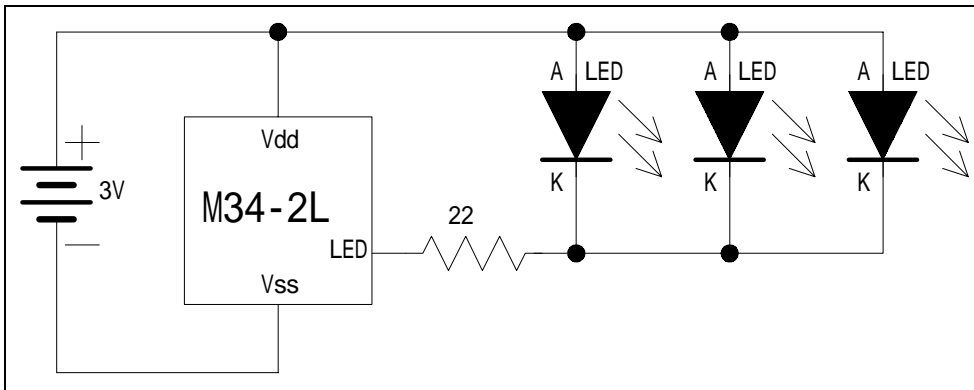 A LED A LED A LED
+
Vdd
3V
K K K
M34-2L
22
LED
−
Vss